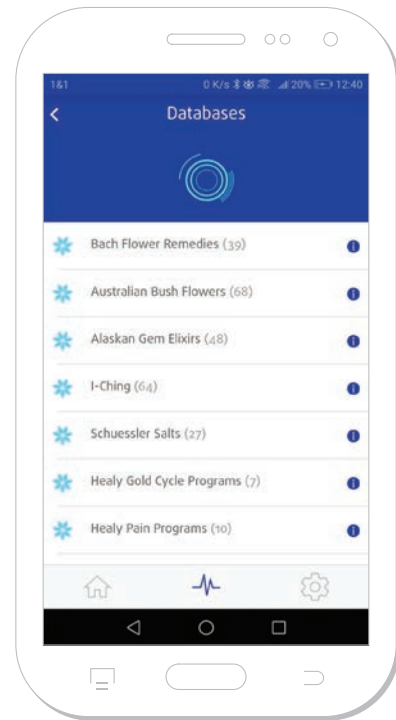 1&1 0 K/s 20% 12:40
Databases
Bach Flower Remedies (39)
Australian Bush Flowers (68)
Alaskan Gem Elixirs (48)
I-Ching (64)
Schuessler Salts (27)
Healy Gold Cycle Programs (7)
Healy Pain Programs (10)